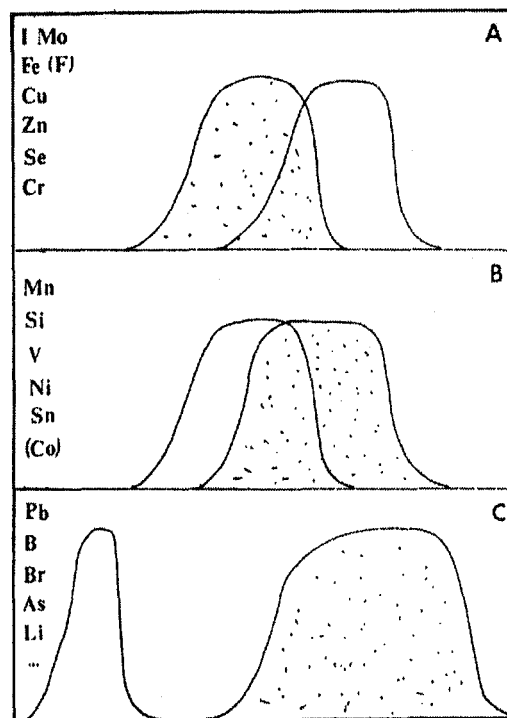 A
I Mo
Fe (F)
Cu
Zn
Se
Cr
B
Mn
Si
V
Ni
Sn
(Co)
C
Pb
B
Br
As
Li
...